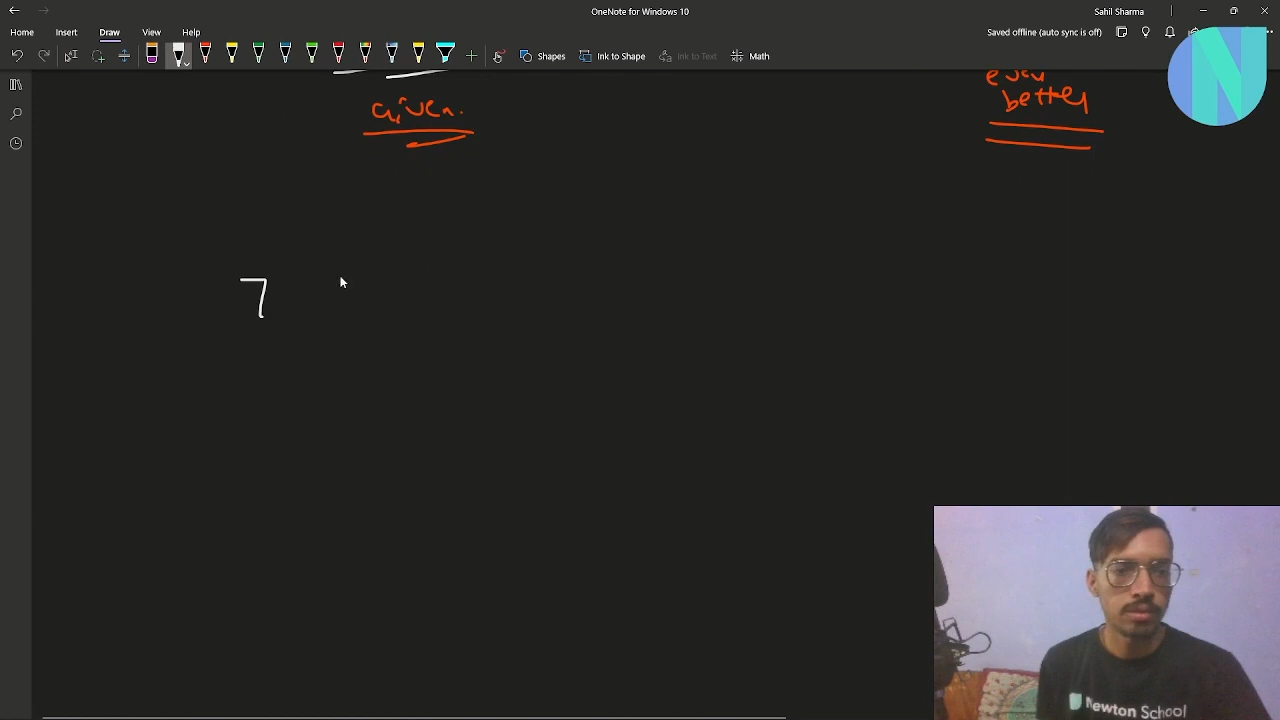 OneNote for Windows 10
Sahil Sharma
Home Insert Draw View Help
Saved offline (auto sync is off)
Shapes Ink to Shape Ink to Text Math
given.
even
better
7
N
Newton School